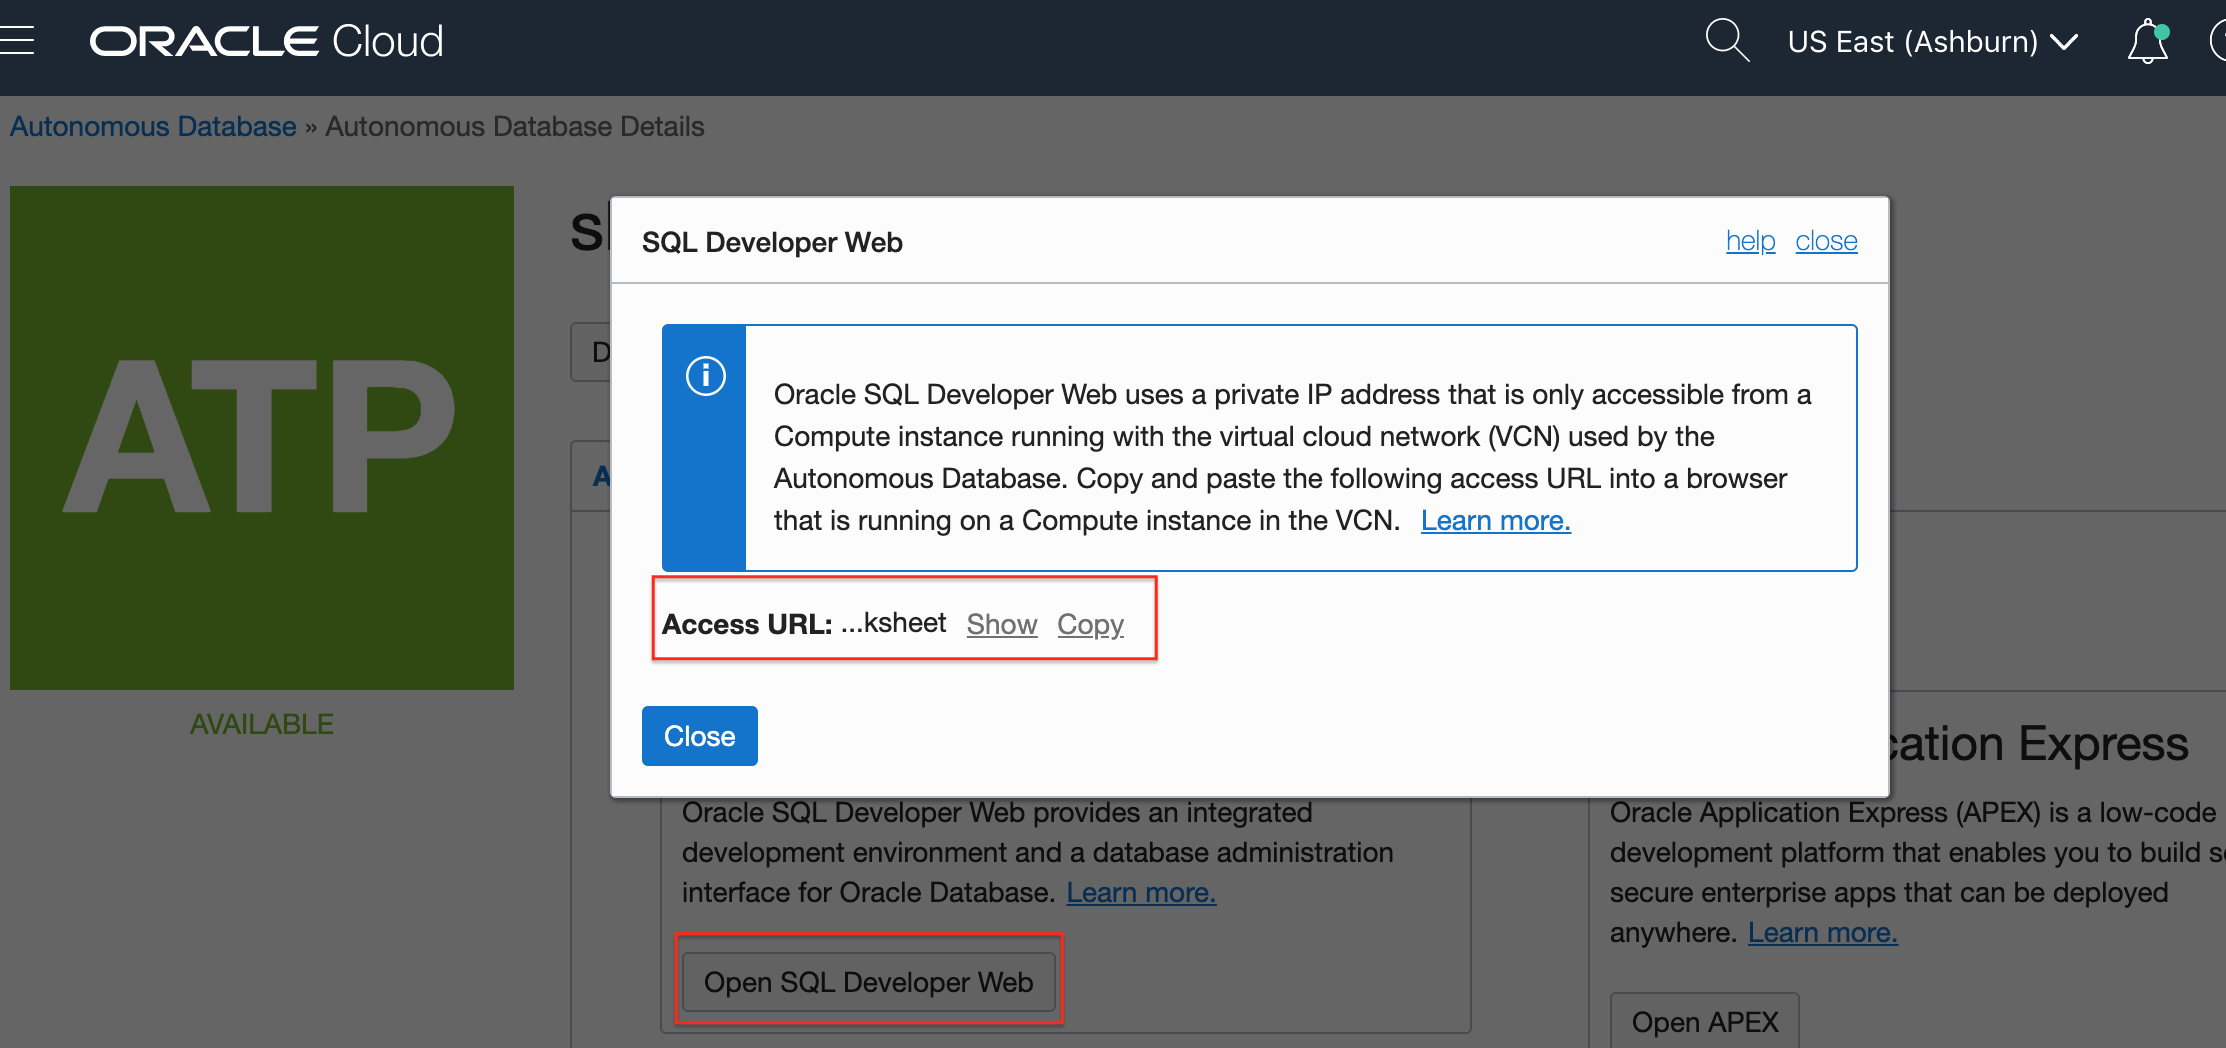 ORACLE Cloud
US East (Ashburn)
Autonomous Database » Autonomous Database Details
ATP
AVAILABLE
SQL Developer Web
help close
Oracle SQL Developer Web uses a private IP address that is only accessible from a
Compute instance running with the virtual cloud network (VCN) used by the
Autonomous Database. Copy and paste the following access URL into a browser
that is running on a Compute instance in the VCN. Learn more.
Access URL: ...ksheet Show Copy
Close
Oracle SQL Developer Web provides an integrated
development environment and a database administration
interface for Oracle Database. Learn more.
Open SQL Developer Web
cation Express
Oracle Application Express (APEX) is a low-code
development platform that enables you to build
secure enterprise apps that can be deployed
anywhere. Learn more.
Open APEX